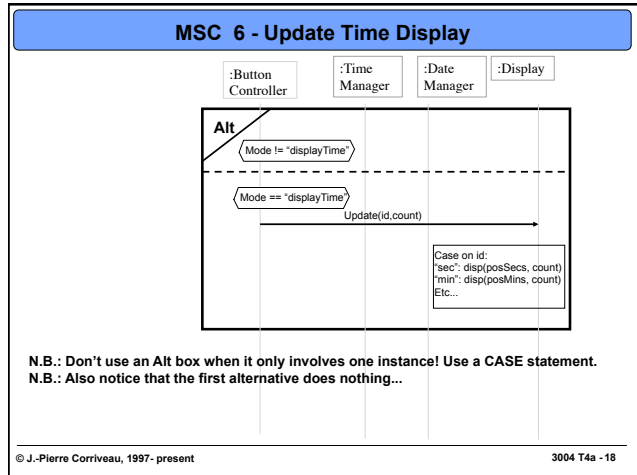 MSC 6 - Update Time Display
:Button
Controller
:Time
Manager
:Date
Manager
:Display
Alt
Mode != “displayTime”
Mode == “displayTime”
Update(id,count)
Case on id:
“sec”: disp(posSecs, count)
“min”: disp(posMins, count)
Etc...
N.B.: Don’t use an Alt box when it only involves one instance! Use a CASE statement.
N.B.: Also notice that the first alternative does nothing...
© J.-Pierre Corriveau, 1997- present
3004 T4a - 18